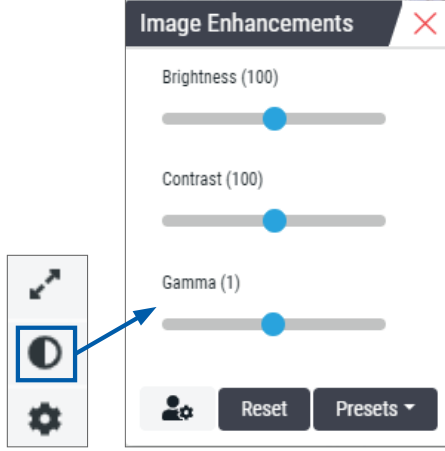 Image Enhancements
Brightness (100)
Contrast (100)
Gamma (1)
Reset Presets